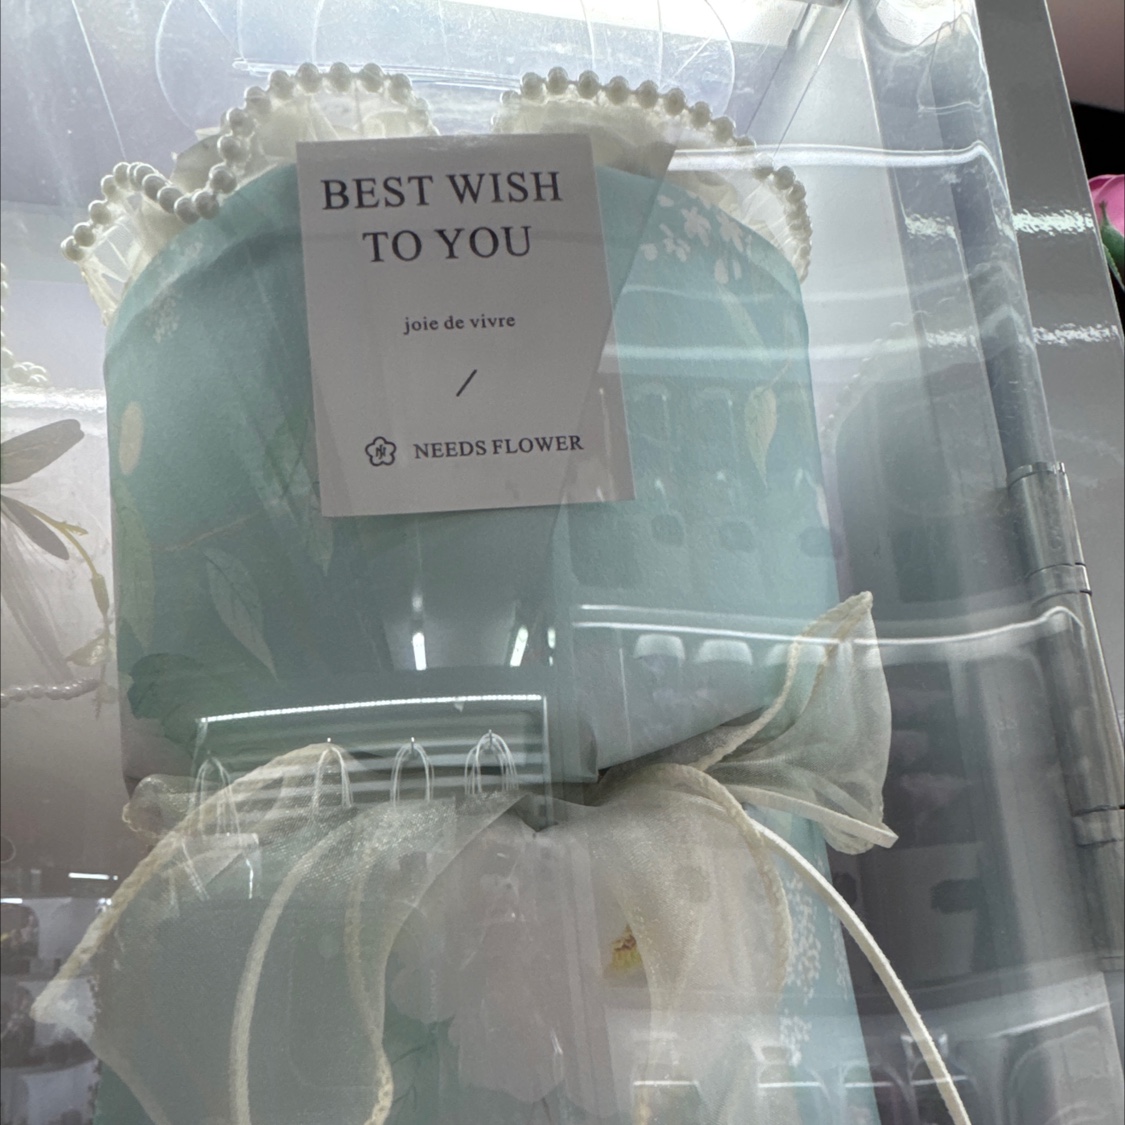 BEST WISH
TO YOU
joie de vivre
/
NEEDS FLOWER